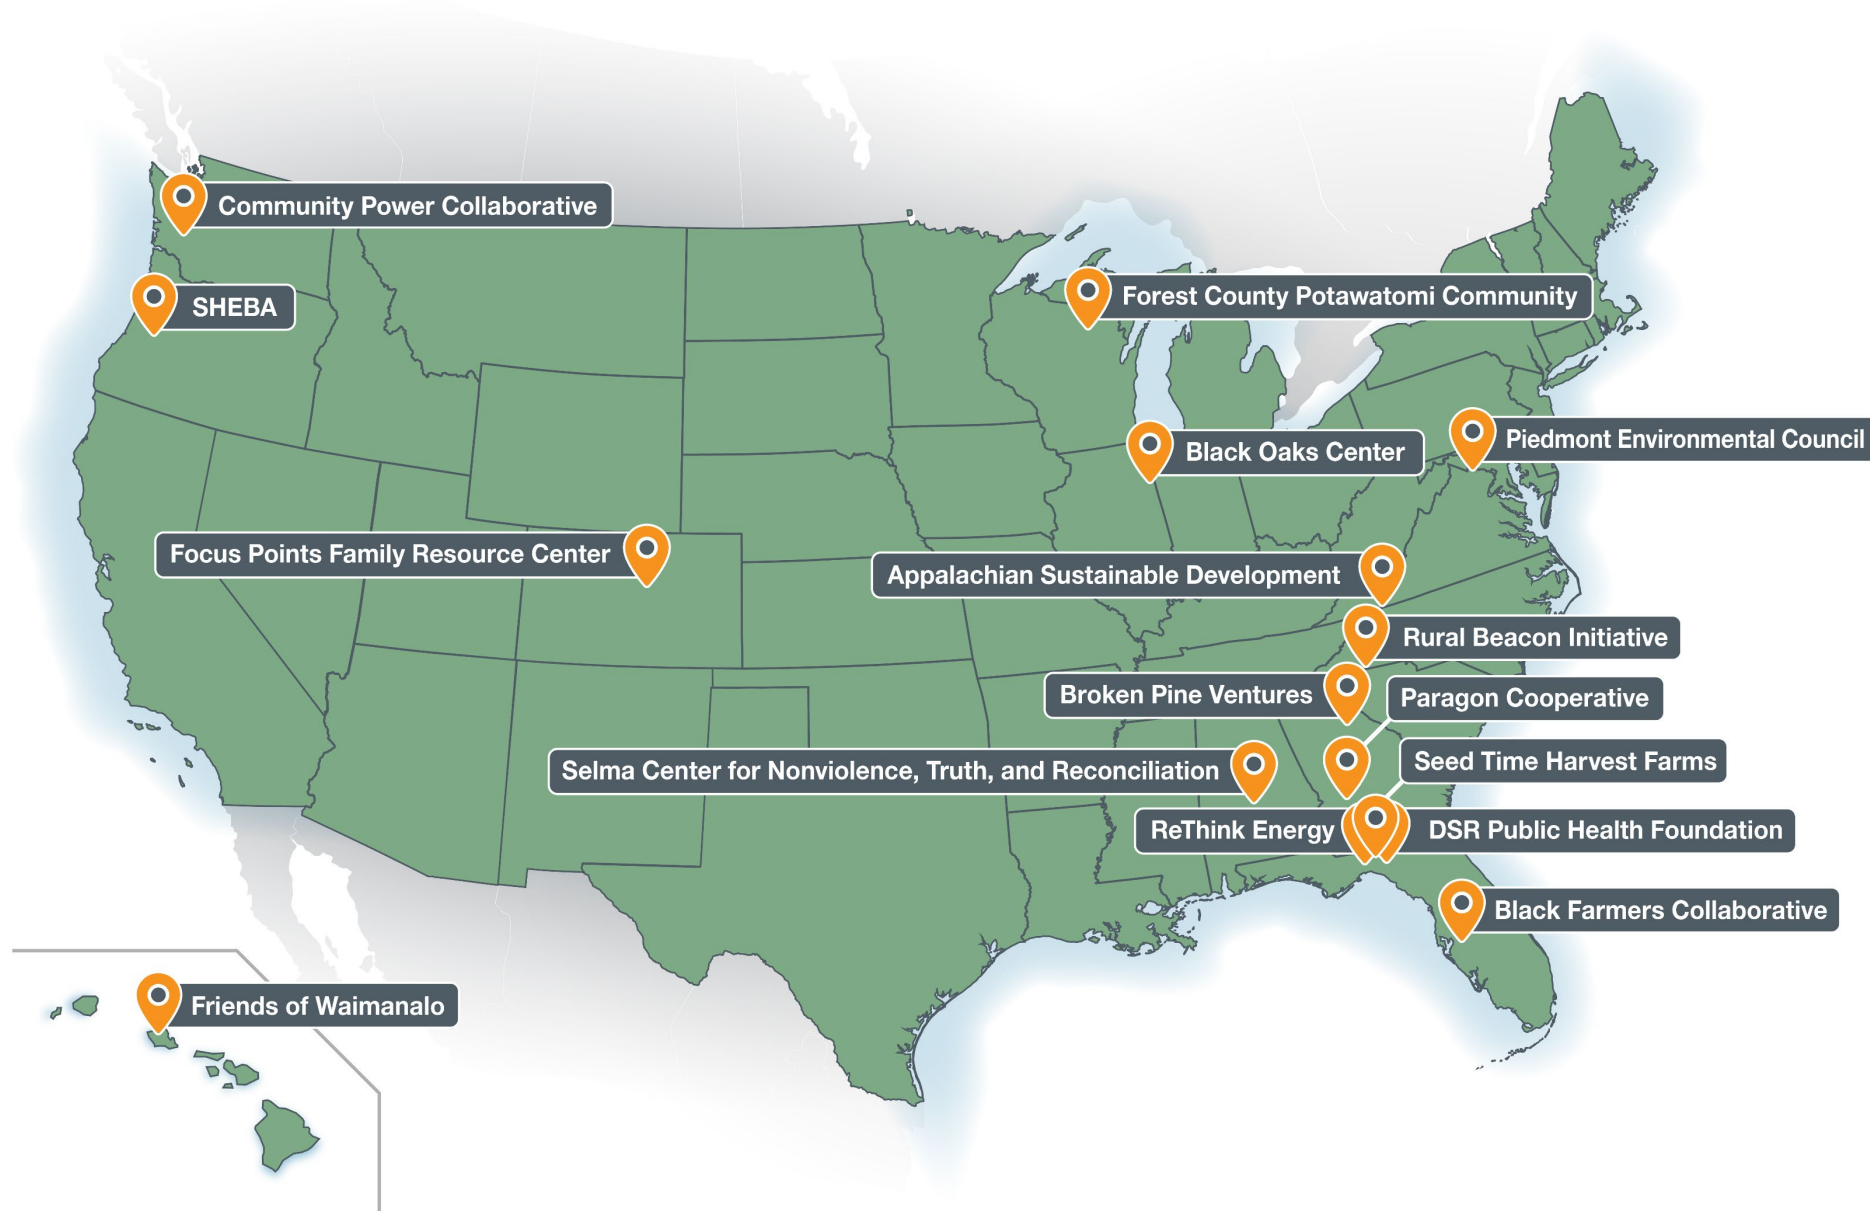 Community Power Collaborative
SHEBA
Forest County Potawatomi Community
Piedmont Environmental Council
Black Oaks Center
Focus Points Family Resource Center
Appalachian Sustainable Development
Rural Beacon Initiative
Broken Pine Ventures
Paragon Cooperative
Selma Center for Nonviolence, Truth, and Reconciliation
Seed Time Harvest Farms
ReThink Energy
DSR Public Health Foundation
Black Farmers Collaborative
Friends of Waimanalo